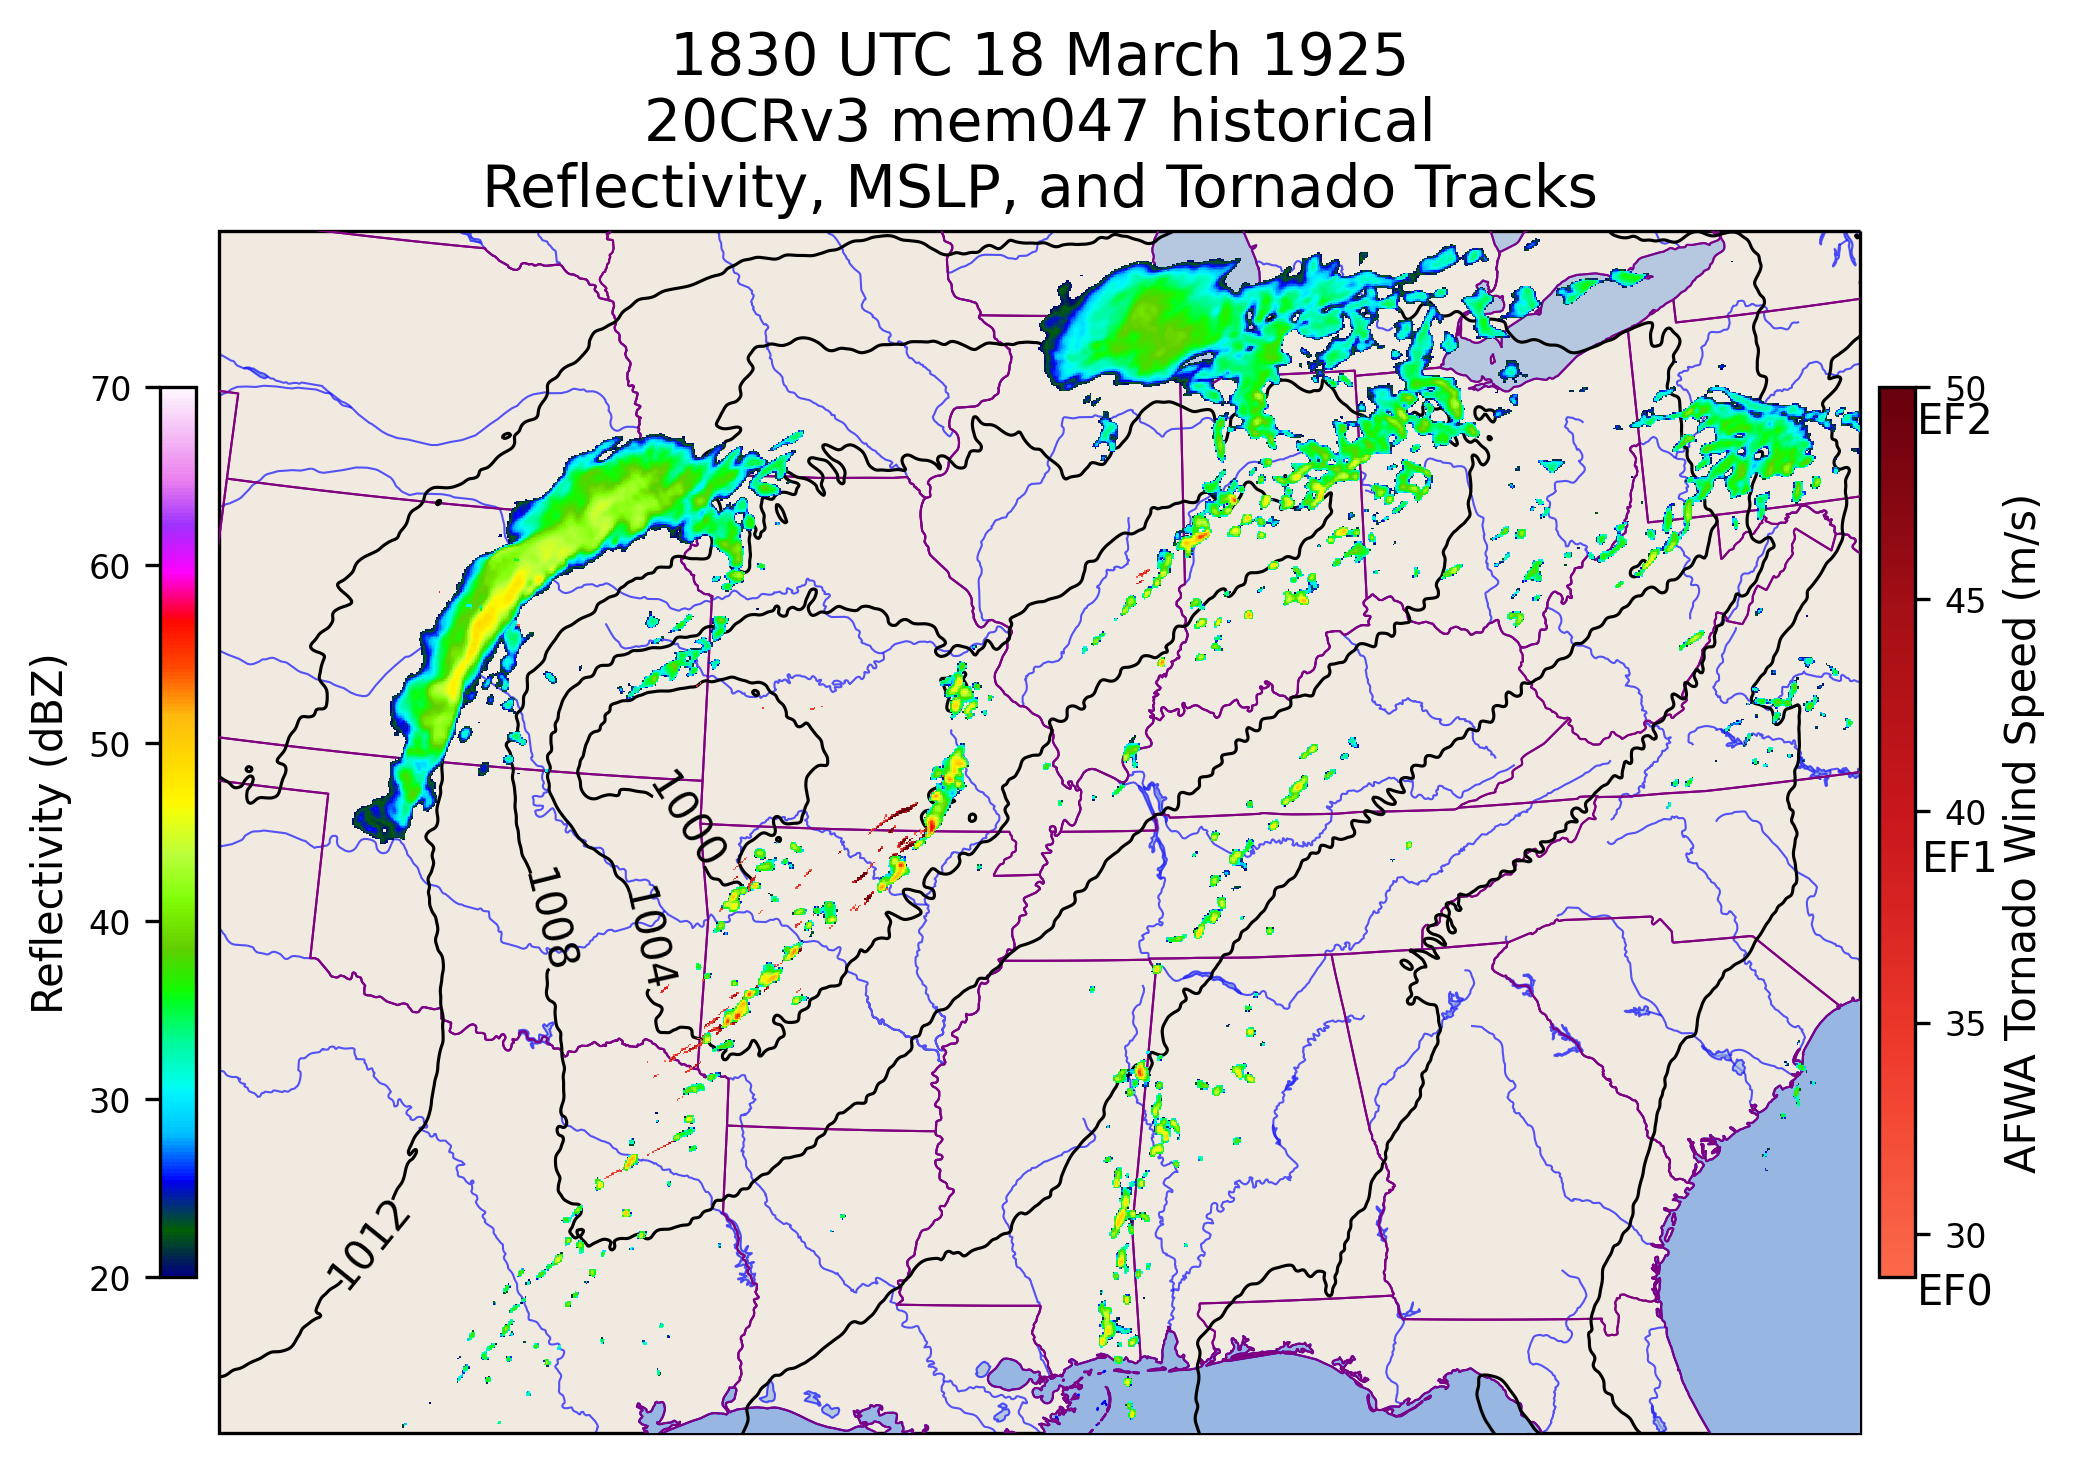 1830 UTC 18 March 1925
20CRv3 mem047 historical
Reflectivity, MSLP, and Tornado Tracks
70
60
50
40
30
20
Reflectivity (dBZ)
1000
1008
1004
1012
50
EF2
45
40
EF1
35
30
EF0
AFWA Tornado Wind Speed (m/s)